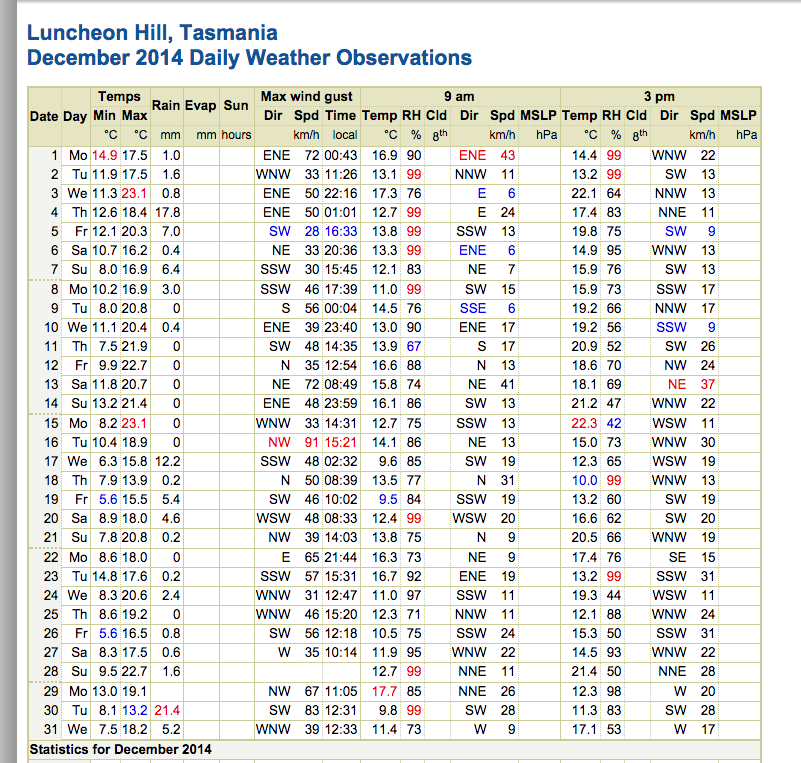 Luncheon Hill, Tasmania
December 2014 Daily Weather Observations
Temps Max wind gust 9 am 3 pm
Date Day Min Max Rain Evap Sun Dir Spd Time Temp RH Cld Dir Spd MSLP Temp RH Cld Dir Spd MSLP
°C °C mm mm hours km/h local °C % 8th km/h hPa °C % 8th km/h hPa
1 Mo 14.9 17.5 1.0 ENE 72 00:43 16.9 90 ENE 43 14.4 99 WNW 22
2 Tu 11.9 17.5 1.6 WNW 33 11:26 13.1 99 NNW 11 13.2 99 SW 13
3 We 11.3 23.1 0.8 ENE 50 22:16 17.3 76 E 6 22.1 64 NNW 13
4 Th 12.6 18.4 17.8 ENE 50 01:01 12.7 99 E 24 17.4 83 NNE 11
5 Fr 12.1 20.3 7.0 SW 28 16:33 13.8 99 SSW 13 19.8 75 SW 9
6 Sa 10.7 16.2 0.4 NE 33 20:36 13.3 99 ENE 6 14.9 95 WNW 13
7 Su 8.0 16.9 6.4 SSW 30 15:45 12.1 83 NE 7 15.9 76 SW 13
8 Mo 10.2 16.9 3.0 SSW 46 17:39 11.0 99 SW 15 15.9 73 SSW 17
9 Tu 8.0 20.8 0 S 56 00:04 14.5 76 SSE 6 19.2 66 NNW 17
10 We 11.1 20.4 0.4 ENE 39 23:40 13.0 90 ENE 17 19.2 56 SSW 9
11 Th 7.5 21.9 0 SW 48 14:35 13.9 67 S 17 20.9 52 SW 26
12 Fr 9.9 22.7 0 N 35 12:54 16.6 88 N 13 18.6 70 NW 24
13 Sa 11.8 20.7 0 NE 72 08:49 15.8 74 NE 41 18.1 69 NE 37
14 Su 13.2 21.4 0 ENE 48 23:59 16.1 86 SW 13 21.2 47 WNW 22
15 Mo 8.2 23.1 0 WNW 33 14:31 12.7 75 SSW 13 22.3 42 WSW 11
16 Tu 10.4 18.9 0 NW 91 15:21 14.1 86 NE 13 15.0 73 WNW 30
17 We 6.3 15.8 12.2 SSW 48 02:32 9.6 85 SW 19 12.3 65 WSW 19
18 Th 7.9 13.9 0.2 N 50 08:39 13.5 77 N 31 10.0 99 WNW 13
19 Fr 5.6 15.5 5.4 SW 46 10:02 9.5 84 SSW 19 13.2 60 SW 19
20 Sa 8.9 18.0 4.6 WSW 48 08:33 12.4 99 WSW 20 16.6 62 SW 20
21 Su 7.8 20.8 0.2 NW 39 14:03 13.8 75 N 9 20.5 66 WNW 19
22 Mo 8.6 18.0 0 E 65 21:44 16.3 73 NE 9 17.4 76 SE 15
23 Tu 14.8 17.6 0.2 SSW 57 15:31 16.7 92 ENE 19 13.2 99 SSW 31
24 We 8.3 20.6 2.4 WNW 31 12:47 11.0 97 SSW 11 19.3 44 WSW 11
25 Th 8.6 19.2 0 WNW 46 15:20 12.3 71 NNW 11 12.1 88 WNW 24
26 Fr 5.6 16.5 0.8 SW 56 12:18 10.5 75 SSW 24 15.3 50 SSW 31
27 Sa 8.3 17.5 0.6 W 35 10:14 11.9 95 WNW 22 14.5 93 WNW 22
28 Su 9.5 22.7 1.6 12.7 99 NNE 11 21.4 50 NNE 28
29 Mo 13.0 19.1 NW 67 11:05 17.7 85 NNE 26 12.3 98 W 20
30 Tu 8.1 13.2 21.4 SW 83 12:31 9.8 99 SW 28 11.3 83 SW 28
31 We 7.5 18.2 5.2 WNW 39 12:33 11.4 73 W 9 17.1 53 W 17
Statistics for December 2014